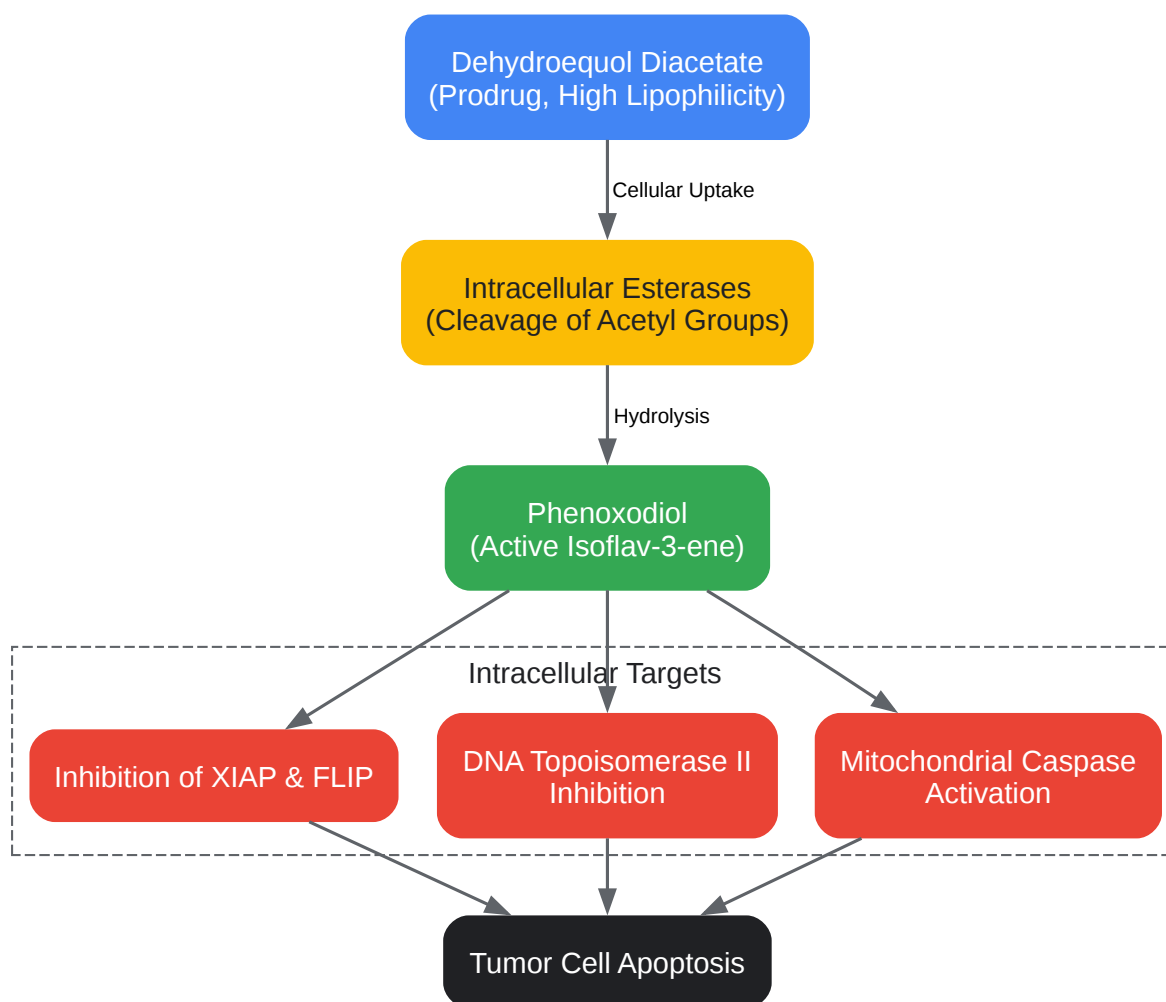 Dehydroequol Diacetate
(Prodrug, High Lipophilicity)
Cellular Uptake
Intracellular Esterases
(Cleavage of Acetyl Groups)
Hydrolysis
Phenoxodiol
(Active Isoflav-3-ene)
Intracellular Targets
Inhibition of XIAP & FLIP
DNA Topoisomerase II
Inhibition
Mitochondrial Caspase
Activation
Tumor Cell Apoptosis